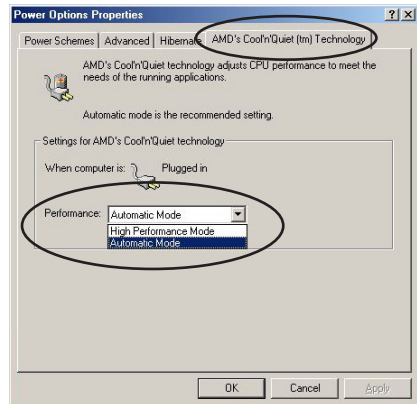 Power Options Properties
Power Schemes Advanced Hibernate AMD's Cool'n'Quiet (tm) Technology
AMD's Cool'n'Quiet technology adjusts CPU performance to meet the
needs of the running applications.
Automatic mode is the recommended setting.
Settings for AMD's Cool'n'Quiet technology
When computer is: Plugged in
Performance: Automatic Mode
High Performance Mode
Automatic Mode
OK Cancel Apply